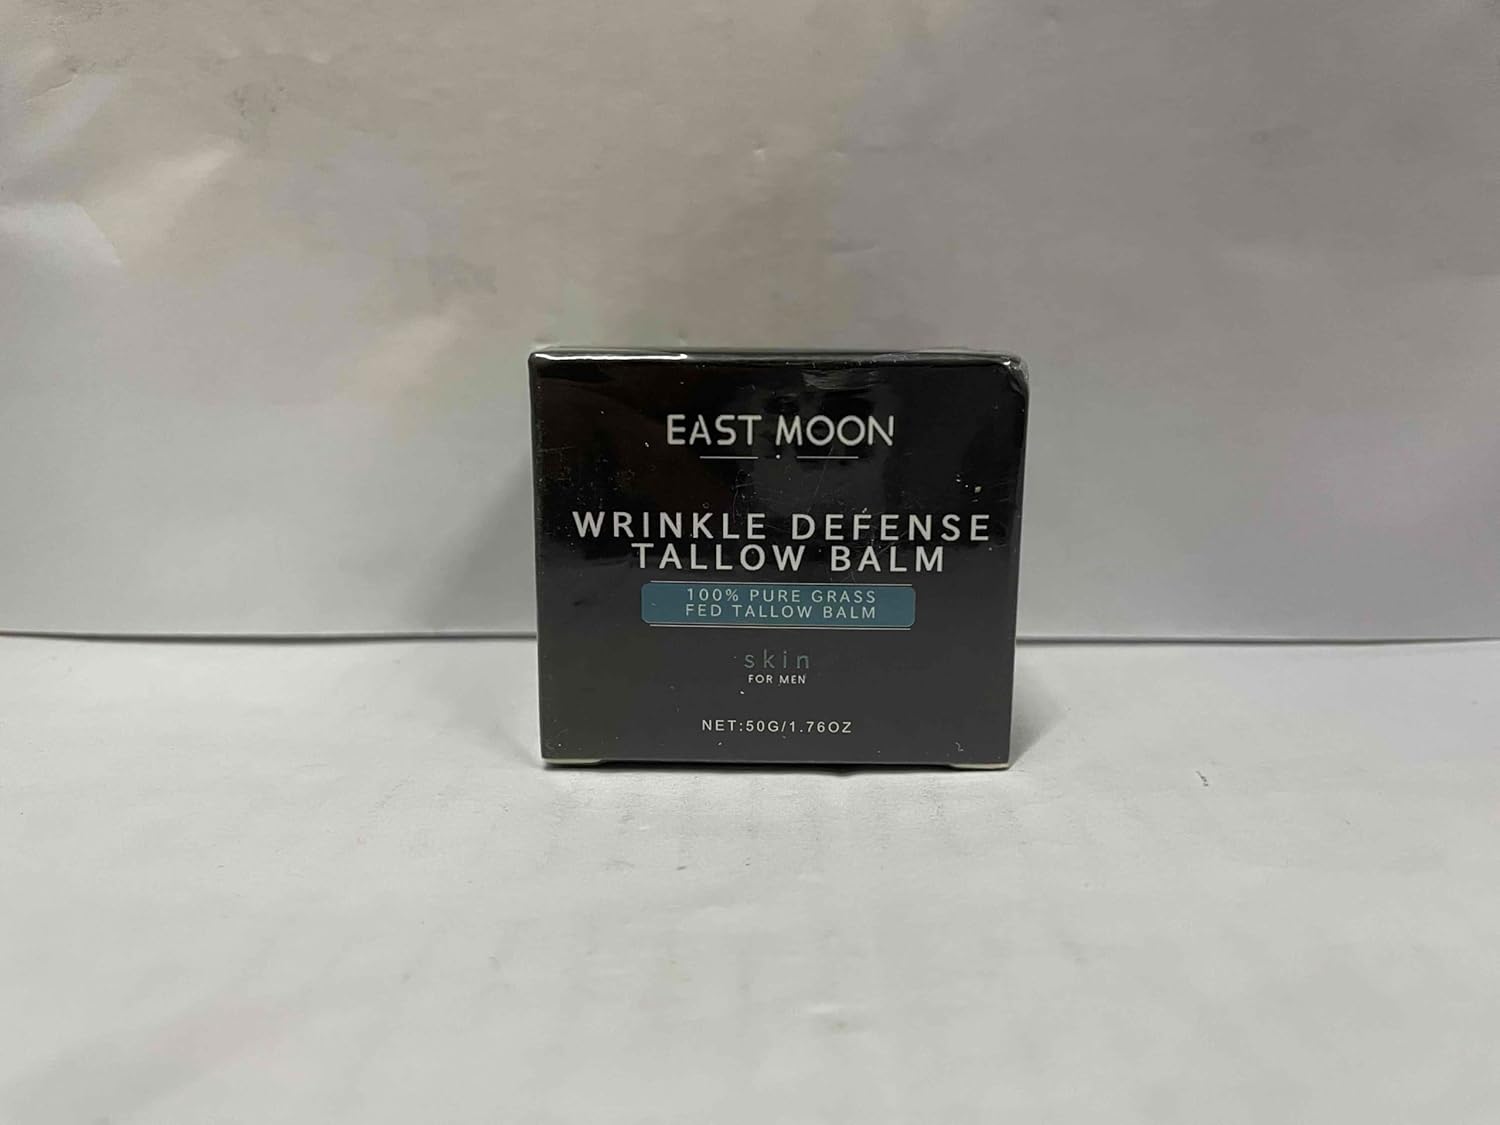 EAST MOON
WRINKLE DEFENSE
TALLOW BALM
100% PURE GRASS
FED TALLOW BALM
skin
FOR MEN
NET:50G/1.76OZ